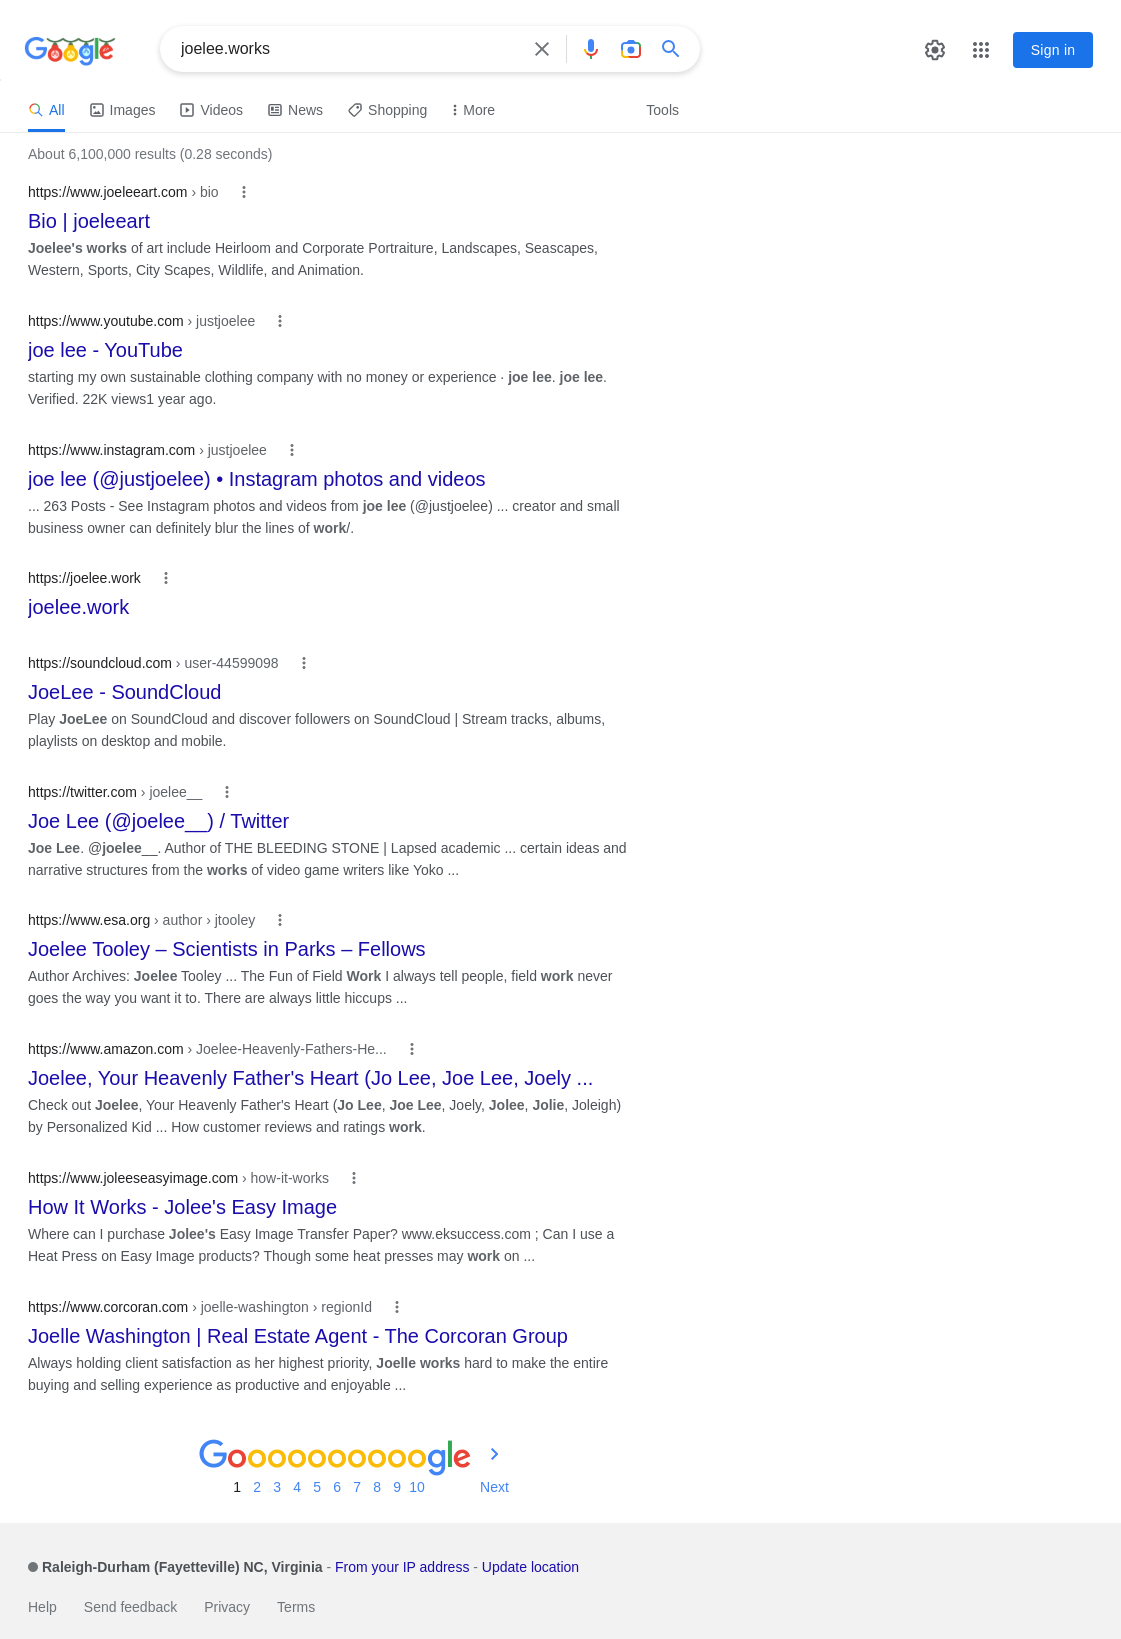 Google
joelee.works
Sign in
All Images Videos News Shopping More Tools
About 6,100,000 results (0.28 seconds)
https://www.joeleeart.com › bio
Bio | joeleeart
Joelee's works of art include Heirloom and Corporate Portraiture, Landscapes, Seascapes,
Western, Sports, City Scapes, Wildlife, and Animation.
https://www.youtube.com › justjoelee
joe lee - YouTube
starting my own sustainable clothing company with no money or experience · joe lee. joe lee.
Verified. 22K views1 year ago.
https://www.instagram.com › justjoelee
joe lee (@justjoelee) • Instagram photos and videos
... 263 Posts - See Instagram photos and videos from joe lee (@justjoelee) ... creator and small
business owner can definitely blur the lines of work/.
https://joelee.work
joelee.work
https://soundcloud.com › user-44599098
JoeLee - SoundCloud
Play JoeLee on SoundCloud and discover followers on SoundCloud | Stream tracks, albums,
playlists on desktop and mobile.
https://twitter.com › joelee__
Joe Lee (@joelee__) / Twitter
Joe Lee. @joelee__. Author of THE BLEEDING STONE | Lapsed academic ... certain ideas and
narrative structures from the works of video game writers like Yoko ...
https://www.esa.org › author › jtooley
Joelee Tooley – Scientists in Parks – Fellows
Author Archives: Joelee Tooley ... The Fun of Field Work I always tell people, field work never
goes the way you want it to. There are always little hiccups ...
https://www.amazon.com › Joelee-Heavenly-Fathers-He...
Joelee, Your Heavenly Father's Heart (Jo Lee, Joe Lee, Joely ...
Check out Joelee, Your Heavenly Father's Heart (Jo Lee, Joe Lee, Joely, Jolee, Jolie, Joleigh)
by Personalized Kid ... How customer reviews and ratings work.
https://www.joleeseasyimage.com › how-it-works
How It Works - Jolee's Easy Image
Where can I purchase Jolee's Easy Image Transfer Paper? www.eksuccess.com ; Can I use a
Heat Press on Easy Image products? Though some heat presses may work on ...
https://www.corcoran.com › joelle-washington › regionId
Joelle Washington | Real Estate Agent - The Corcoran Group
Always holding client satisfaction as her highest priority, Joelle works hard to make the entire
buying and selling experience as productive and enjoyable ...
Goooooooooogle
1 2 3 4 5 6 7 8 9 10 Next
Raleigh-Durham (Fayetteville) NC, Virginia - From your IP address - Update location
Help Send feedback Privacy Terms